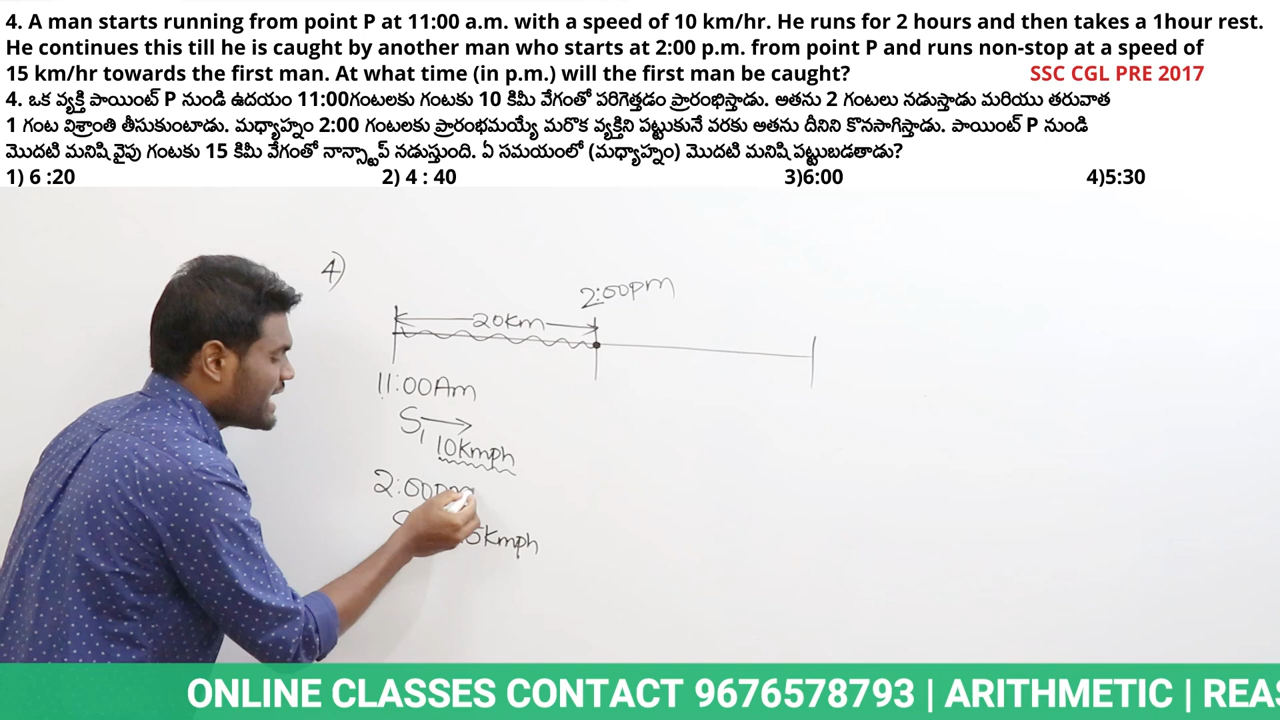 4. A man starts running from point P at 11:00 a.m. with a speed of 10 km/hr. He runs for 2 hours and then takes a 1hour rest.
He continues this till he is caught by another man who starts at 2:00 p.m. from point P and runs non-stop at a speed of
15 km/hr towards the first man. At what time (in p.m.) will the first man be caught? SSC CGL PRE 2017
4. ఒక వ్యక్తి పాయింట్ P నుండి ఉదయం 11:00గంటలకు గంటకు 10 కిమీ వేగంతో పరిగెత్తడం ప్రారంభిస్తాడు. అతను 2 గంటలు నడుస్తాడు మరియు తరువాత
1 గంట విశ్రాంతి తీసుకుంటాడు. మధ్యాహ్నం 2:00 గంటలకు ప్రారంభమయ్యే మరొక వ్యక్తిని పట్టుకునే వరకు అతను దీనిని కొనసాగిస్తాడు. పాయింట్ P నుండి
మొదటి మనిషి వైపు గంటకు 15 కిమీ వేగంతో నాన్స్టాప్ నడుస్తుంది. ఏ సమయంలో (మధ్యాహ్నం) మొదటి మనిషి పట్టుబడతాడు?
1) 6 :20 2) 4 : 40 3)6:00 4)5:30
4)
2:00pm
20km
11:00Am
S1
10kmph
2:00pm
5kmph
ONLINE CLASSES CONTACT 9676578793 | ARITHMETIC | REA